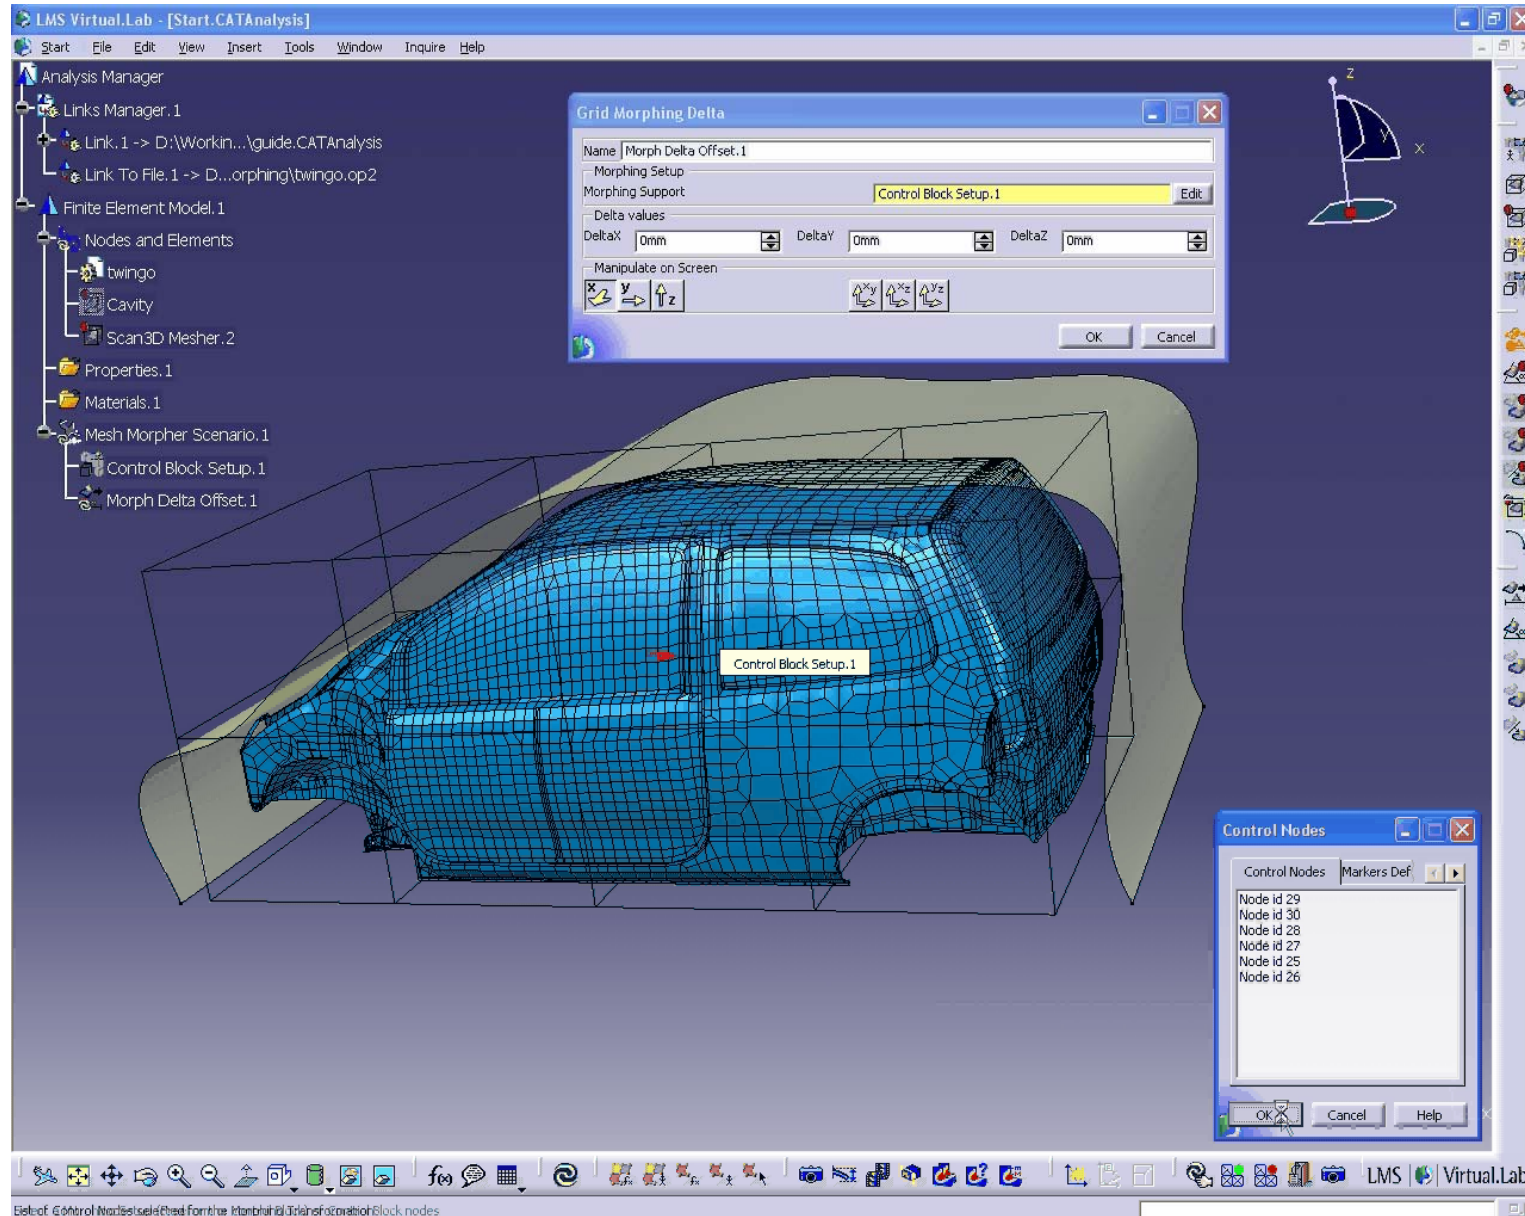 LMS Virtual.Lab - [Start.CATAnalysis]
Start File Edit View Insert Tools Window Inquire Help
Analysis Manager
Links Manager.1
Link.1 -> D:\Workin...\guide.CATAnalysis
Link To File.1 -> D...orphing\twingo.op2
Finite Element Model.1
Nodes and Elements
twingo
Cavity
Scan3D Mesher.2
Properties.1
Materials.1
Mesh Morpher Scenario.1
Control Block Setup.1
Morph Delta Offset.1
Grid Morphing Delta
Name Morph Delta Offset.1
Morphing Setup
Morphing Support Control Block Setup.1 Edit
Delta values
DeltaX 0mm DeltaY 0mm DeltaZ 0mm
Manipulate on Screen
x y z xy xz yz
OK Cancel
z
y
x
Control Block Setup.1
Control Nodes
Control Nodes Markers Def
Node id 29
Node id 30
Node id 28
Node id 27
Node id 25
Node id 26
OK Cancel Help
f(x)
LMS Virtual.Lab
Block nodes